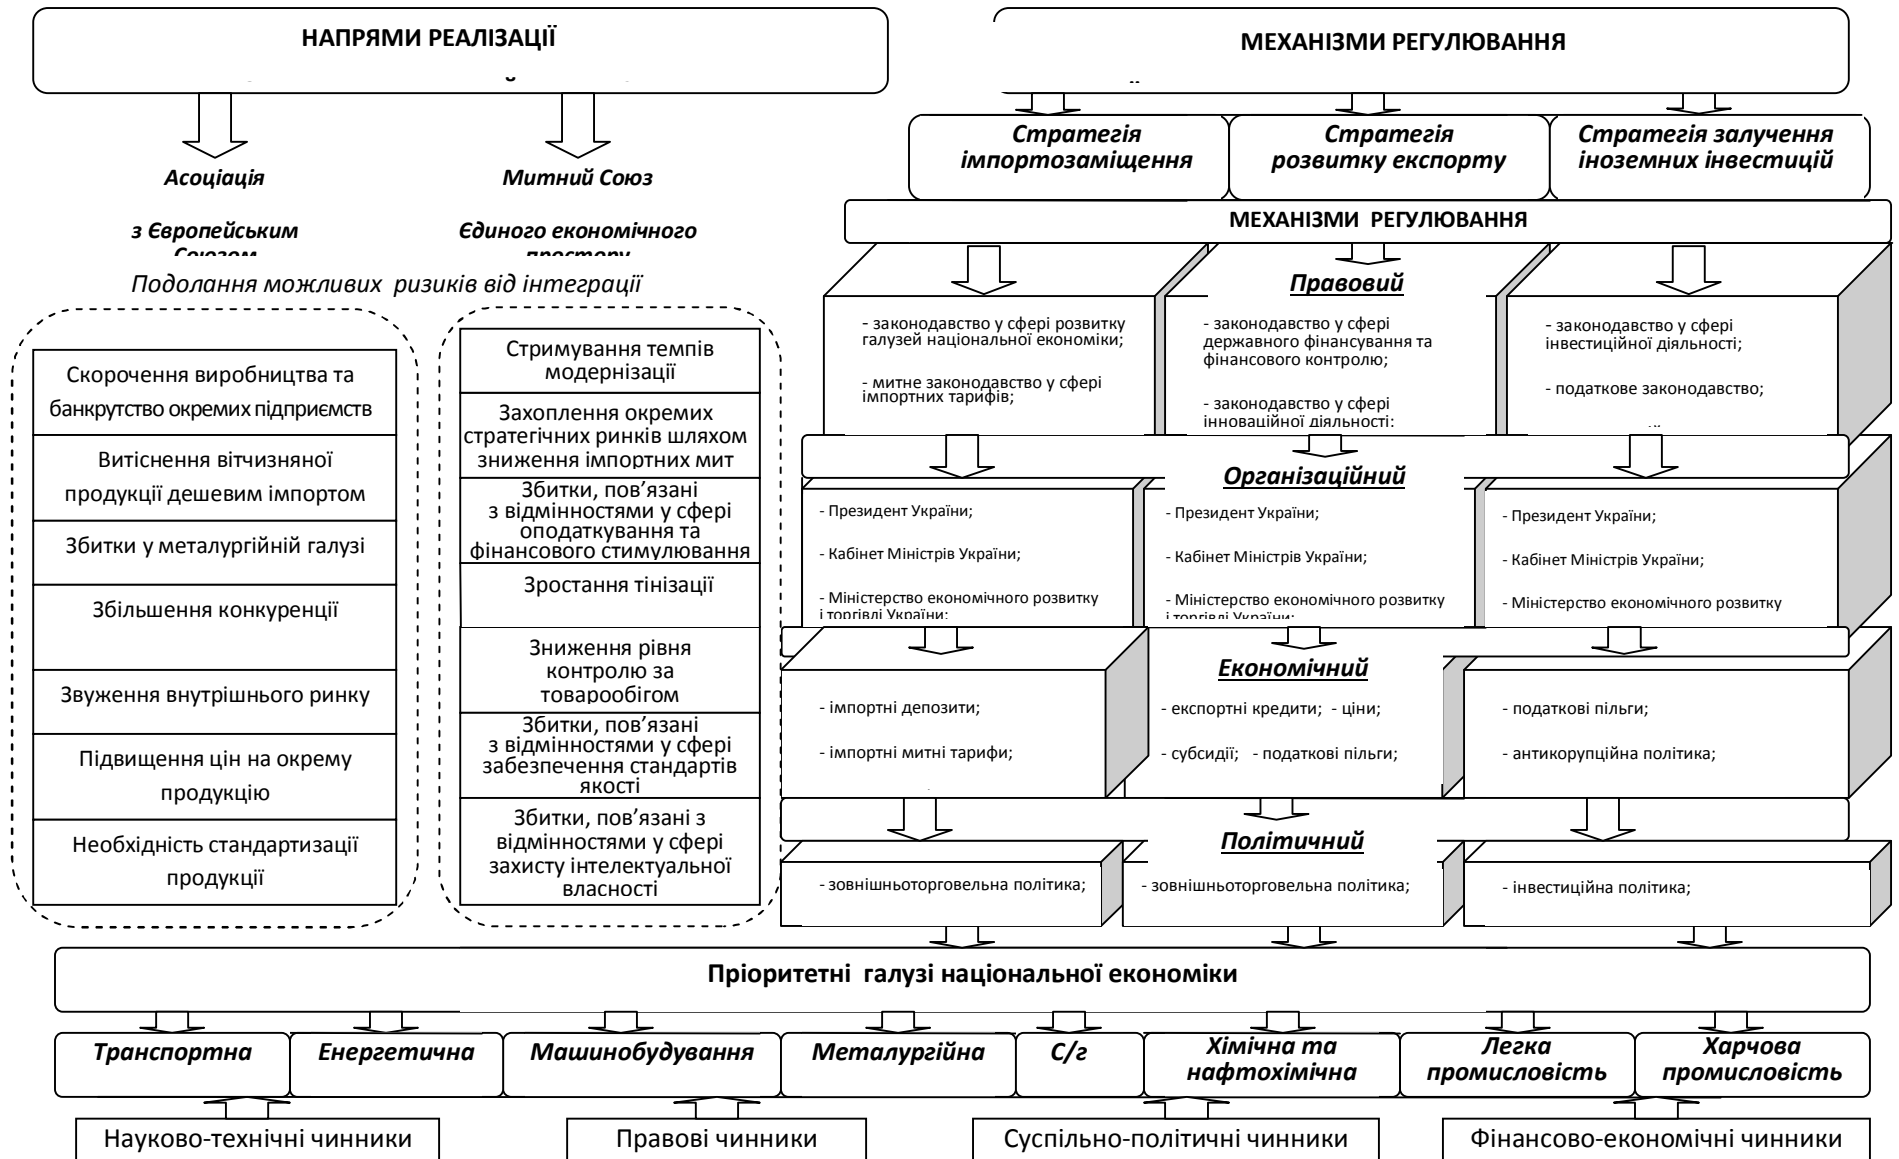 НАПРЯМИ РЕАЛІЗАЦІЇ
Асоціація
з Європейським
Союзом
Митний Союз
Єдиного економічного
простору
Подолання можливих ризиків від інтеграції
Скорочення виробництва та
банкрутство окремих підприємств
Витіснення вітчизняної
продукції дешевим імпортом
Збитки у металургійній галузі
Збільшення конкуренції
Звуження внутрішнього ринку
Підвищення цін на окрему
продукцію
Необхідність стандартизації
продукції
Стримування темпів
модернізації
Захоплення окремих
стратегічних ринків шляхом
зниження імпортних мит
Збитки, пов’язані
з відмінностями у сфері
оподаткування та
фінансового стимулювання
Зростання тінізації
Зниження рівня
контролю за
товарообігом
Збитки, пов’язані
з відмінностями у сфері
забезпечення стандартів
якості
Збитки, пов’язані з
відмінностями у сфері
захисту інтелектуальної
власності
МЕХАНІЗМИ РЕГУЛЮВАННЯ
Стратегія
імпортозаміщення
Стратегія
розвитку експорту
Стратегія залучення
іноземних інвестицій
МЕХАНІЗМИ РЕГУЛЮВАННЯ
Правовий
- законодавство у сфері розвитку
галузей національної економіки;
- митне законодавство у сфері
імпортних тарифів;
- законодавство у сфері
державного фінансування та
фінансового контролю;
- законодавство у сфері
інноваційної діяльності;
- законодавство у сфері
інвестиційної діяльності;
- податкове законодавство;
Організаційний
- Президент України;
- Кабінет Міністрів України;
- Міністерство економічного розвитку
і торгівлі України;
- Президент України;
- Кабінет Міністрів України;
- Міністерство економічного розвитку
і торгівлі України;
- Президент України;
- Кабінет Міністрів України;
- Міністерство економічного розвитку
Економічний
- імпортні депозити;
- імпортні митні тарифи;
- експортні кредити; - ціни;
- субсидії; - податкові пільги;
- податкові пільги;
- антикорупційна політика;
Політичний
- зовнішньоторговельна політика;
- зовнішньоторговельна політика;
- інвестиційна політика;
Пріоритетні галузі національної економіки
Транспортна
Енергетична
Машинобудування
Металургійна
С/г
Хімічна та
нафтохімічна
Легка
промисловість
Харчова
промисловість
Науково-технічні чинники
Правові чинники
Суспільно-політичні чинники
Фінансово-економічні чинники